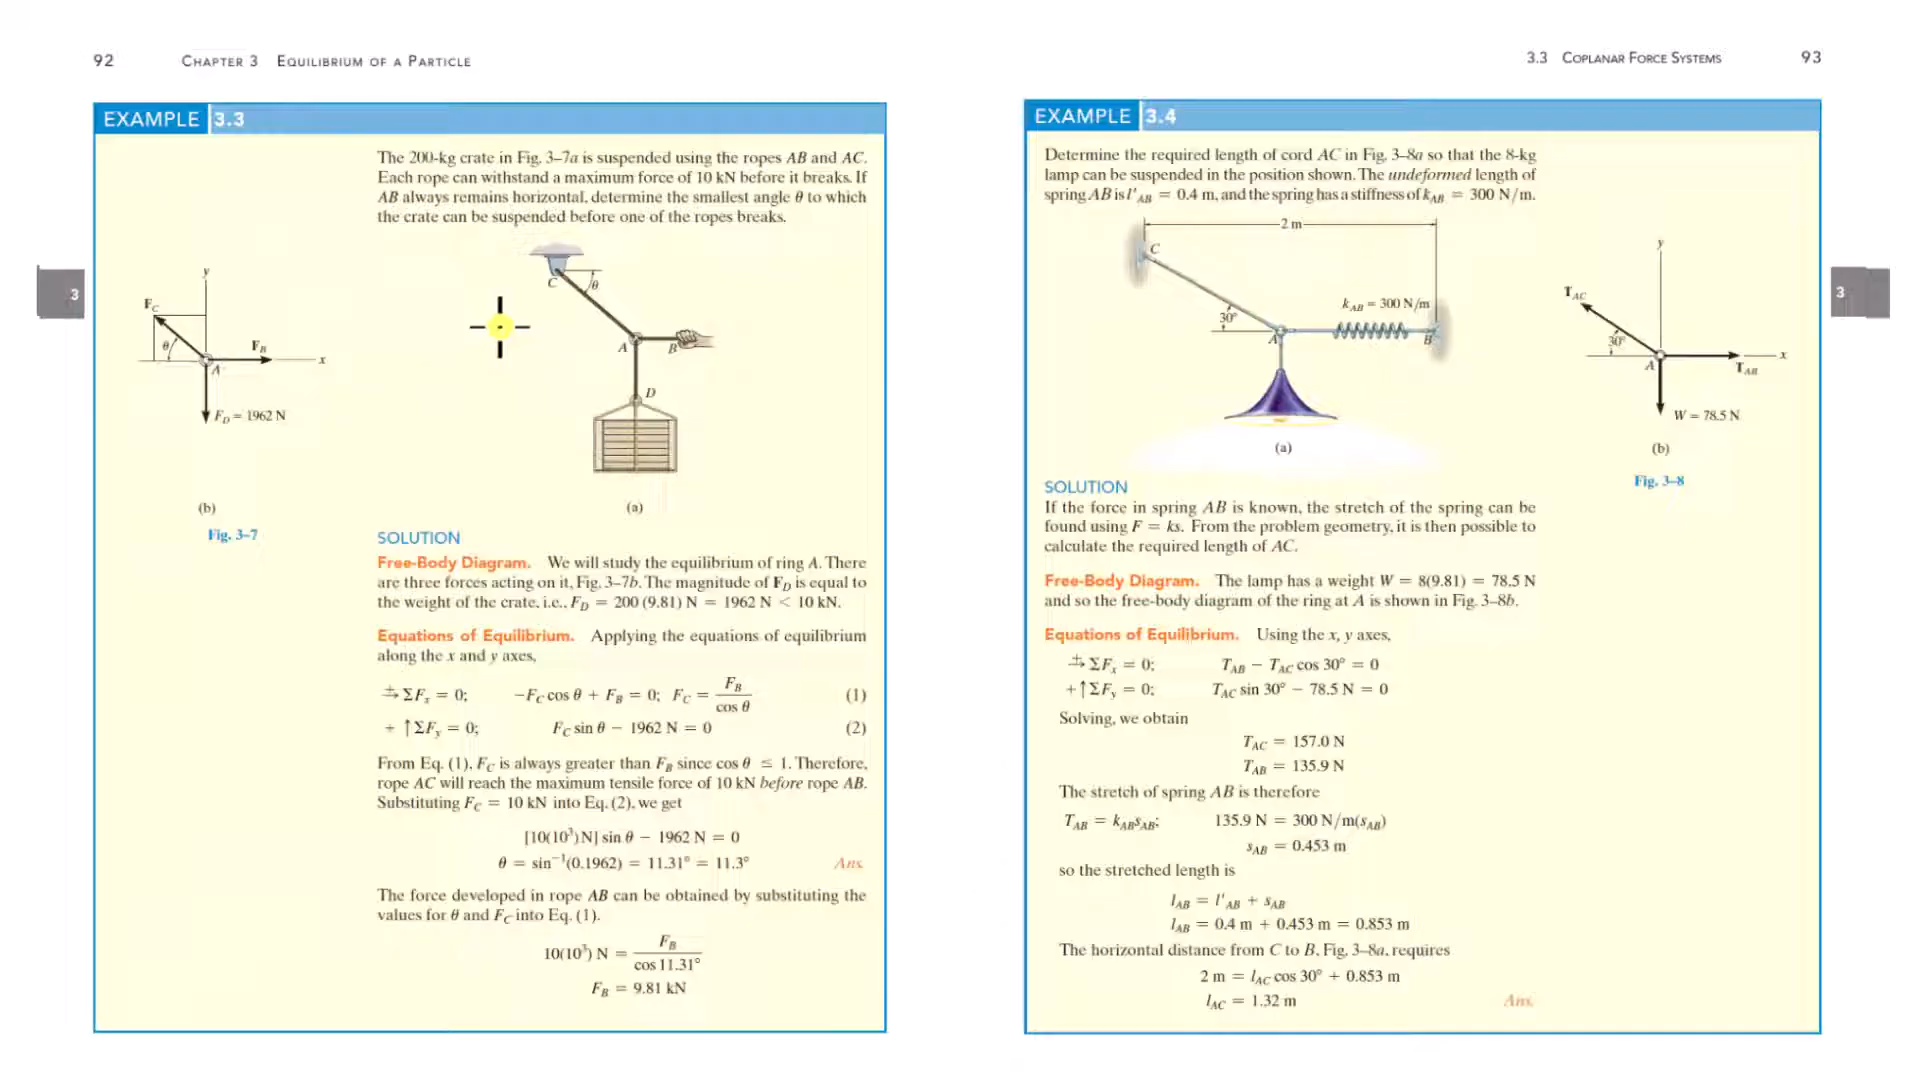 92 CHAPTER 3 EQUILIBRIUM OF A PARTICLE
EXAMPLE 3.3
The 200-kg crate in Fig. 3–7a is suspended using the ropes AB and AC.
Each rope can withstand a maximum force of 10 kN before it breaks. If
AB always remains horizontal, determine the smallest angle θ to which
the crate can be suspended before one of the ropes breaks.
3
y
F_C
θ
F_B
x
A
F_D = 1962 N
(b)
Fig. 3–7
C
θ
A
B
D
(a)
SOLUTION
Free-Body Diagram. We will study the equilibrium of ring A. There
are three forces acting on it, Fig. 3–7b. The magnitude of F_D is equal to
the weight of the crate, i.e., F_D = 200 (9.81) N = 1962 N < 10 kN.
Equations of Equilibrium. Applying the equations of equilibrium
along the x and y axes,
→+ ΣF_x = 0; −F_C cos θ + F_B = 0; F_C = F_B / cos θ (1)
+ ↑ΣF_y = 0; F_C sin θ − 1962 N = 0 (2)
From Eq. (1), F_C is always greater than F_B since cos θ ≤ 1. Therefore,
rope AC will reach the maximum tensile force of 10 kN before rope AB.
Substituting F_C = 10 kN into Eq. (2), we get
[10(10³)N] sin θ − 1962 N = 0
θ = sin⁻¹(0.1962) = 11.31° = 11.3° Ans.
The force developed in rope AB can be obtained by substituting the
values for θ and F_C into Eq. (1).
10(10³) N = F_B / cos 11.31°
F_B = 9.81 kN
3.3 COPLANAR FORCE SYSTEMS 93
EXAMPLE 3.4
Determine the required length of cord AC in Fig. 3–8a so that the 8-kg
lamp can be suspended in the position shown. The undeformed length of
spring AB is l'_AB = 0.4 m, and the spring has a stiffness of k_AB = 300 N/m.
2 m
C
k_AB = 300 N/m
30°
A
B
(a)
y
T_AC
30°
A
x
T_AB
W = 78.5 N
(b)
Fig. 3–8
3
SOLUTION
If the force in spring AB is known, the stretch of the spring can be
found using F = ks. From the problem geometry, it is then possible to
calculate the required length of AC.
Free-Body Diagram. The lamp has a weight W = 8(9.81) = 78.5 N
and so the free-body diagram of the ring at A is shown in Fig. 3–8b.
Equations of Equilibrium. Using the x, y axes,
→+ ΣF_x = 0; T_AB − T_AC cos 30° = 0
+↑ΣF_y = 0; T_AC sin 30° − 78.5 N = 0
Solving, we obtain
T_AC = 157.0 N
T_AB = 135.9 N
The stretch of spring AB is therefore
T_AB = k_AB s_AB; 135.9 N = 300 N/m(s_AB)
s_AB = 0.453 m
so the stretched length is
l_AB = l'_AB + s_AB
l_AB = 0.4 m + 0.453 m = 0.853 m
The horizontal distance from C to B, Fig. 3–8a, requires
2 m = l_AC cos 30° + 0.853 m
l_AC = 1.32 m Ans.